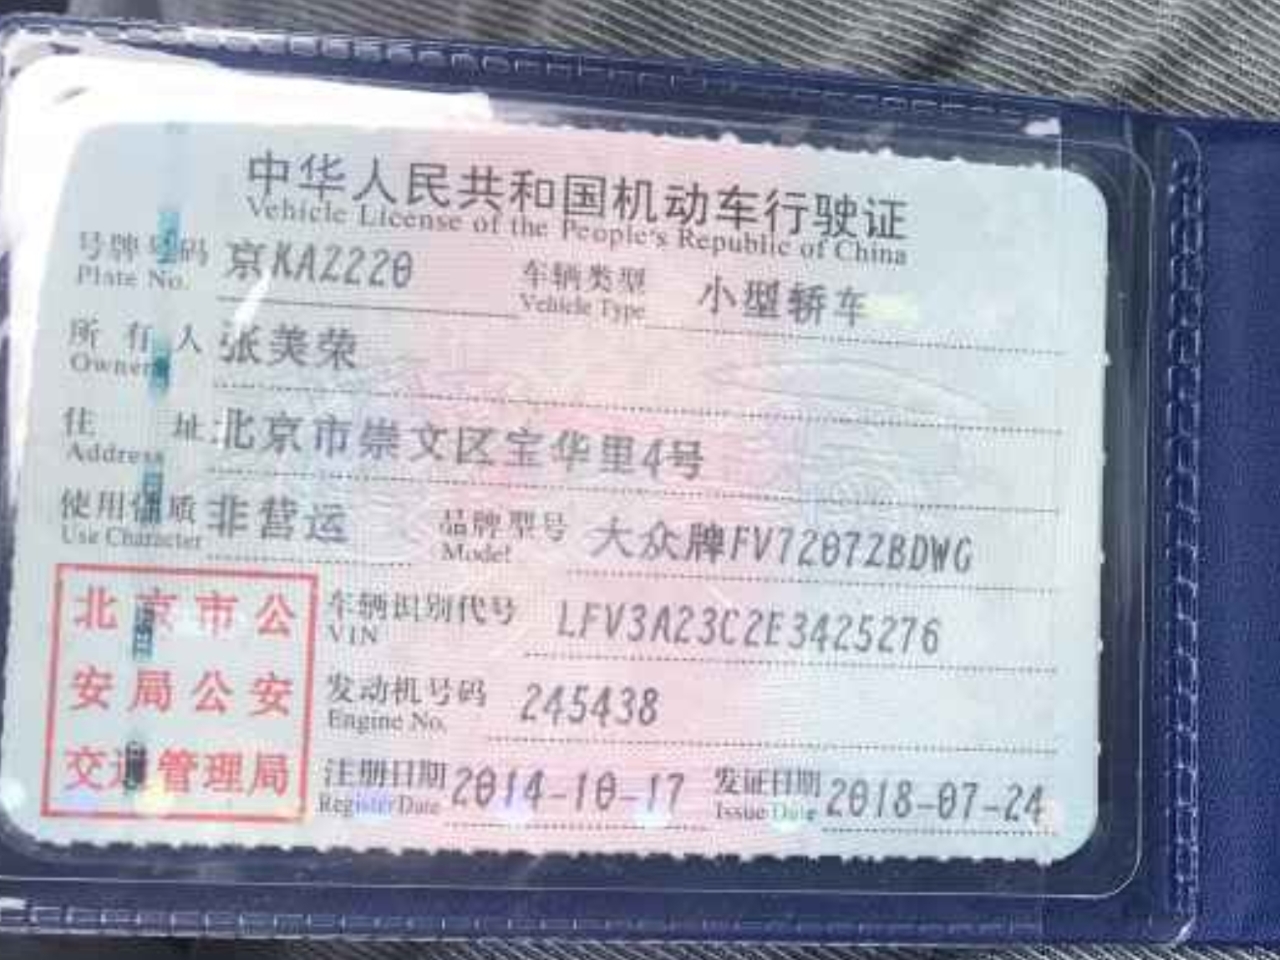 中华人民共和国机动车行驶证
Vehicle License of the People's Republic of China
号牌号码 京KAZ220 车辆类型 小型轿车
Plate No. Vehicle Type
所有人 张美荣
Owner
住址 北京市崇文区宝华里4号
Address
使用性质 非营运 品牌型号 大众牌FV7207ZBDWG
Use Character Model
北京市公
安局公安
交通管理局
车辆识别代号 LFV3A23C2E3425276
VIN
发动机号码 245438
Engine No.
注册日期 2014-10-17 发证日期 2018-07-24
Register Date Issue Date